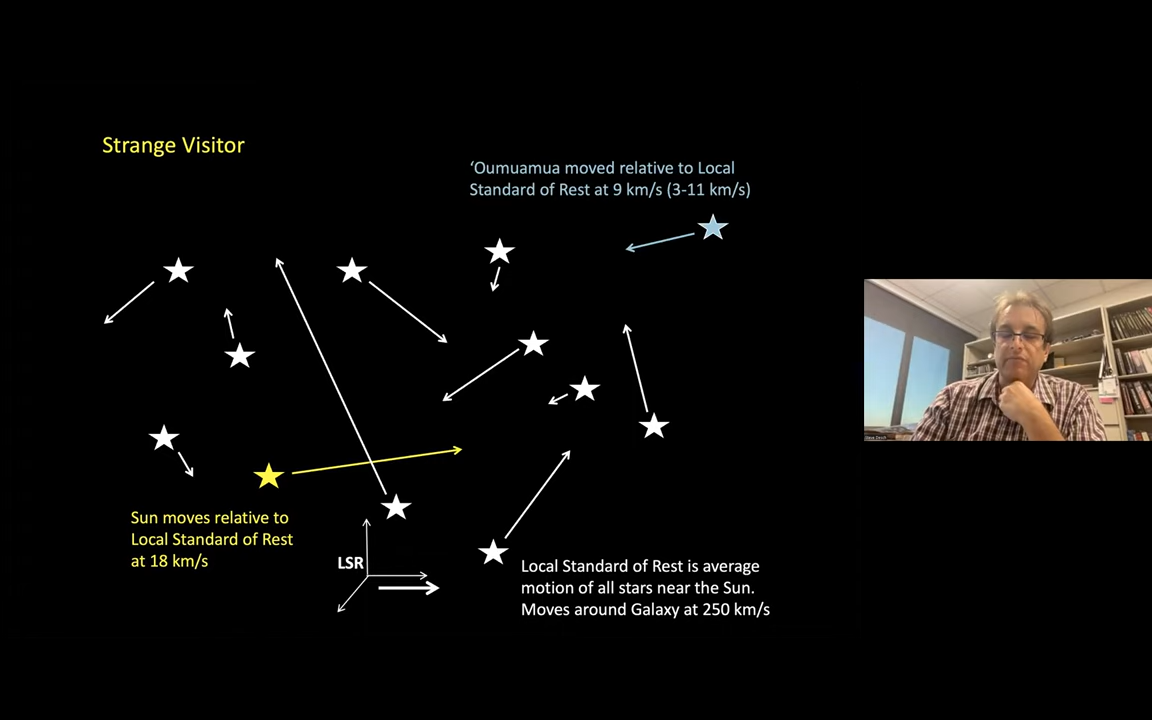 Strange Visitor
‘Oumuamua moved relative to Local
Standard of Rest at 9 km/s (3-11 km/s)
Sun moves relative to
Local Standard of Rest
at 18 km/s
LSR
Local Standard of Rest is average
motion of all stars near the Sun.
Moves around Galaxy at 250 km/s
Steve Desch